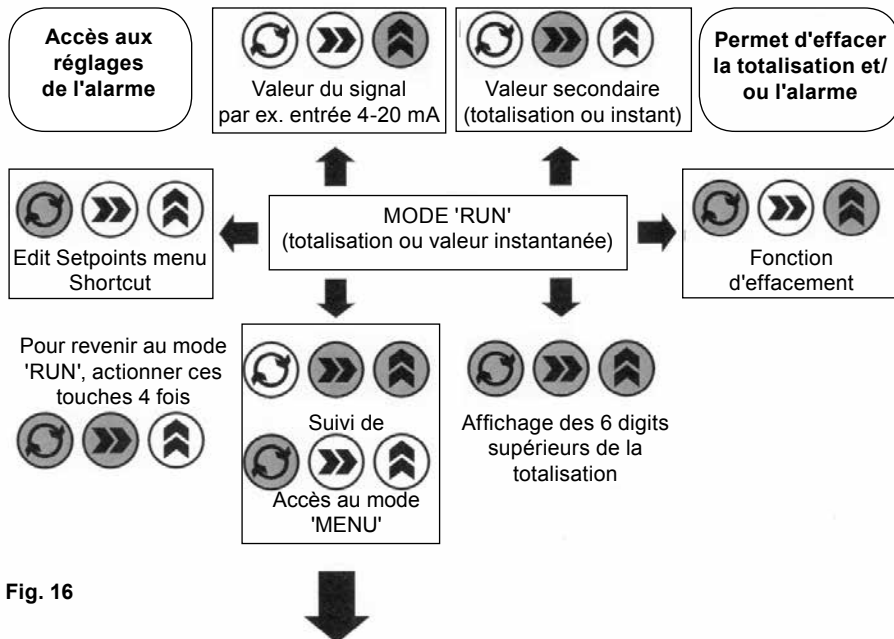 Accès aux
réglages
de l'alarme
Valeur du signal
par ex. entrée 4-20 mA
Valeur secondaire
(totalisation ou instant)
Permet d'effacer
la totalisation et/
ou l'alarme
Edit Setpoints menu
Shortcut
MODE 'RUN'
(totalisation ou valeur instantanée)
Fonction
d'effacement
Pour revenir au mode
'RUN', actionner ces
touches 4 fois
Suivi de
Accès au mode
'MENU'
Affichage des 6 digits
supérieurs de la
totalisation
Fig. 16